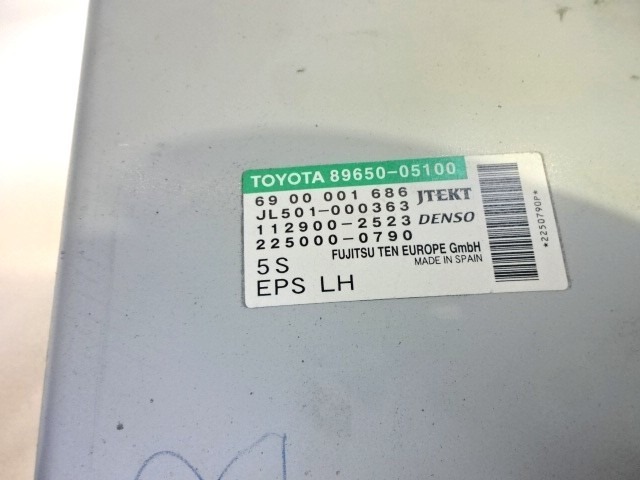 TOYOTA 89650-05100
69 00 001 686 JTEKT
JL501-000363
112900-2523 DENSO
225000-0790
FUJITSU TEN EUROPE GmbH
5S MADE IN SPAIN
EPS LH
*2250790P*